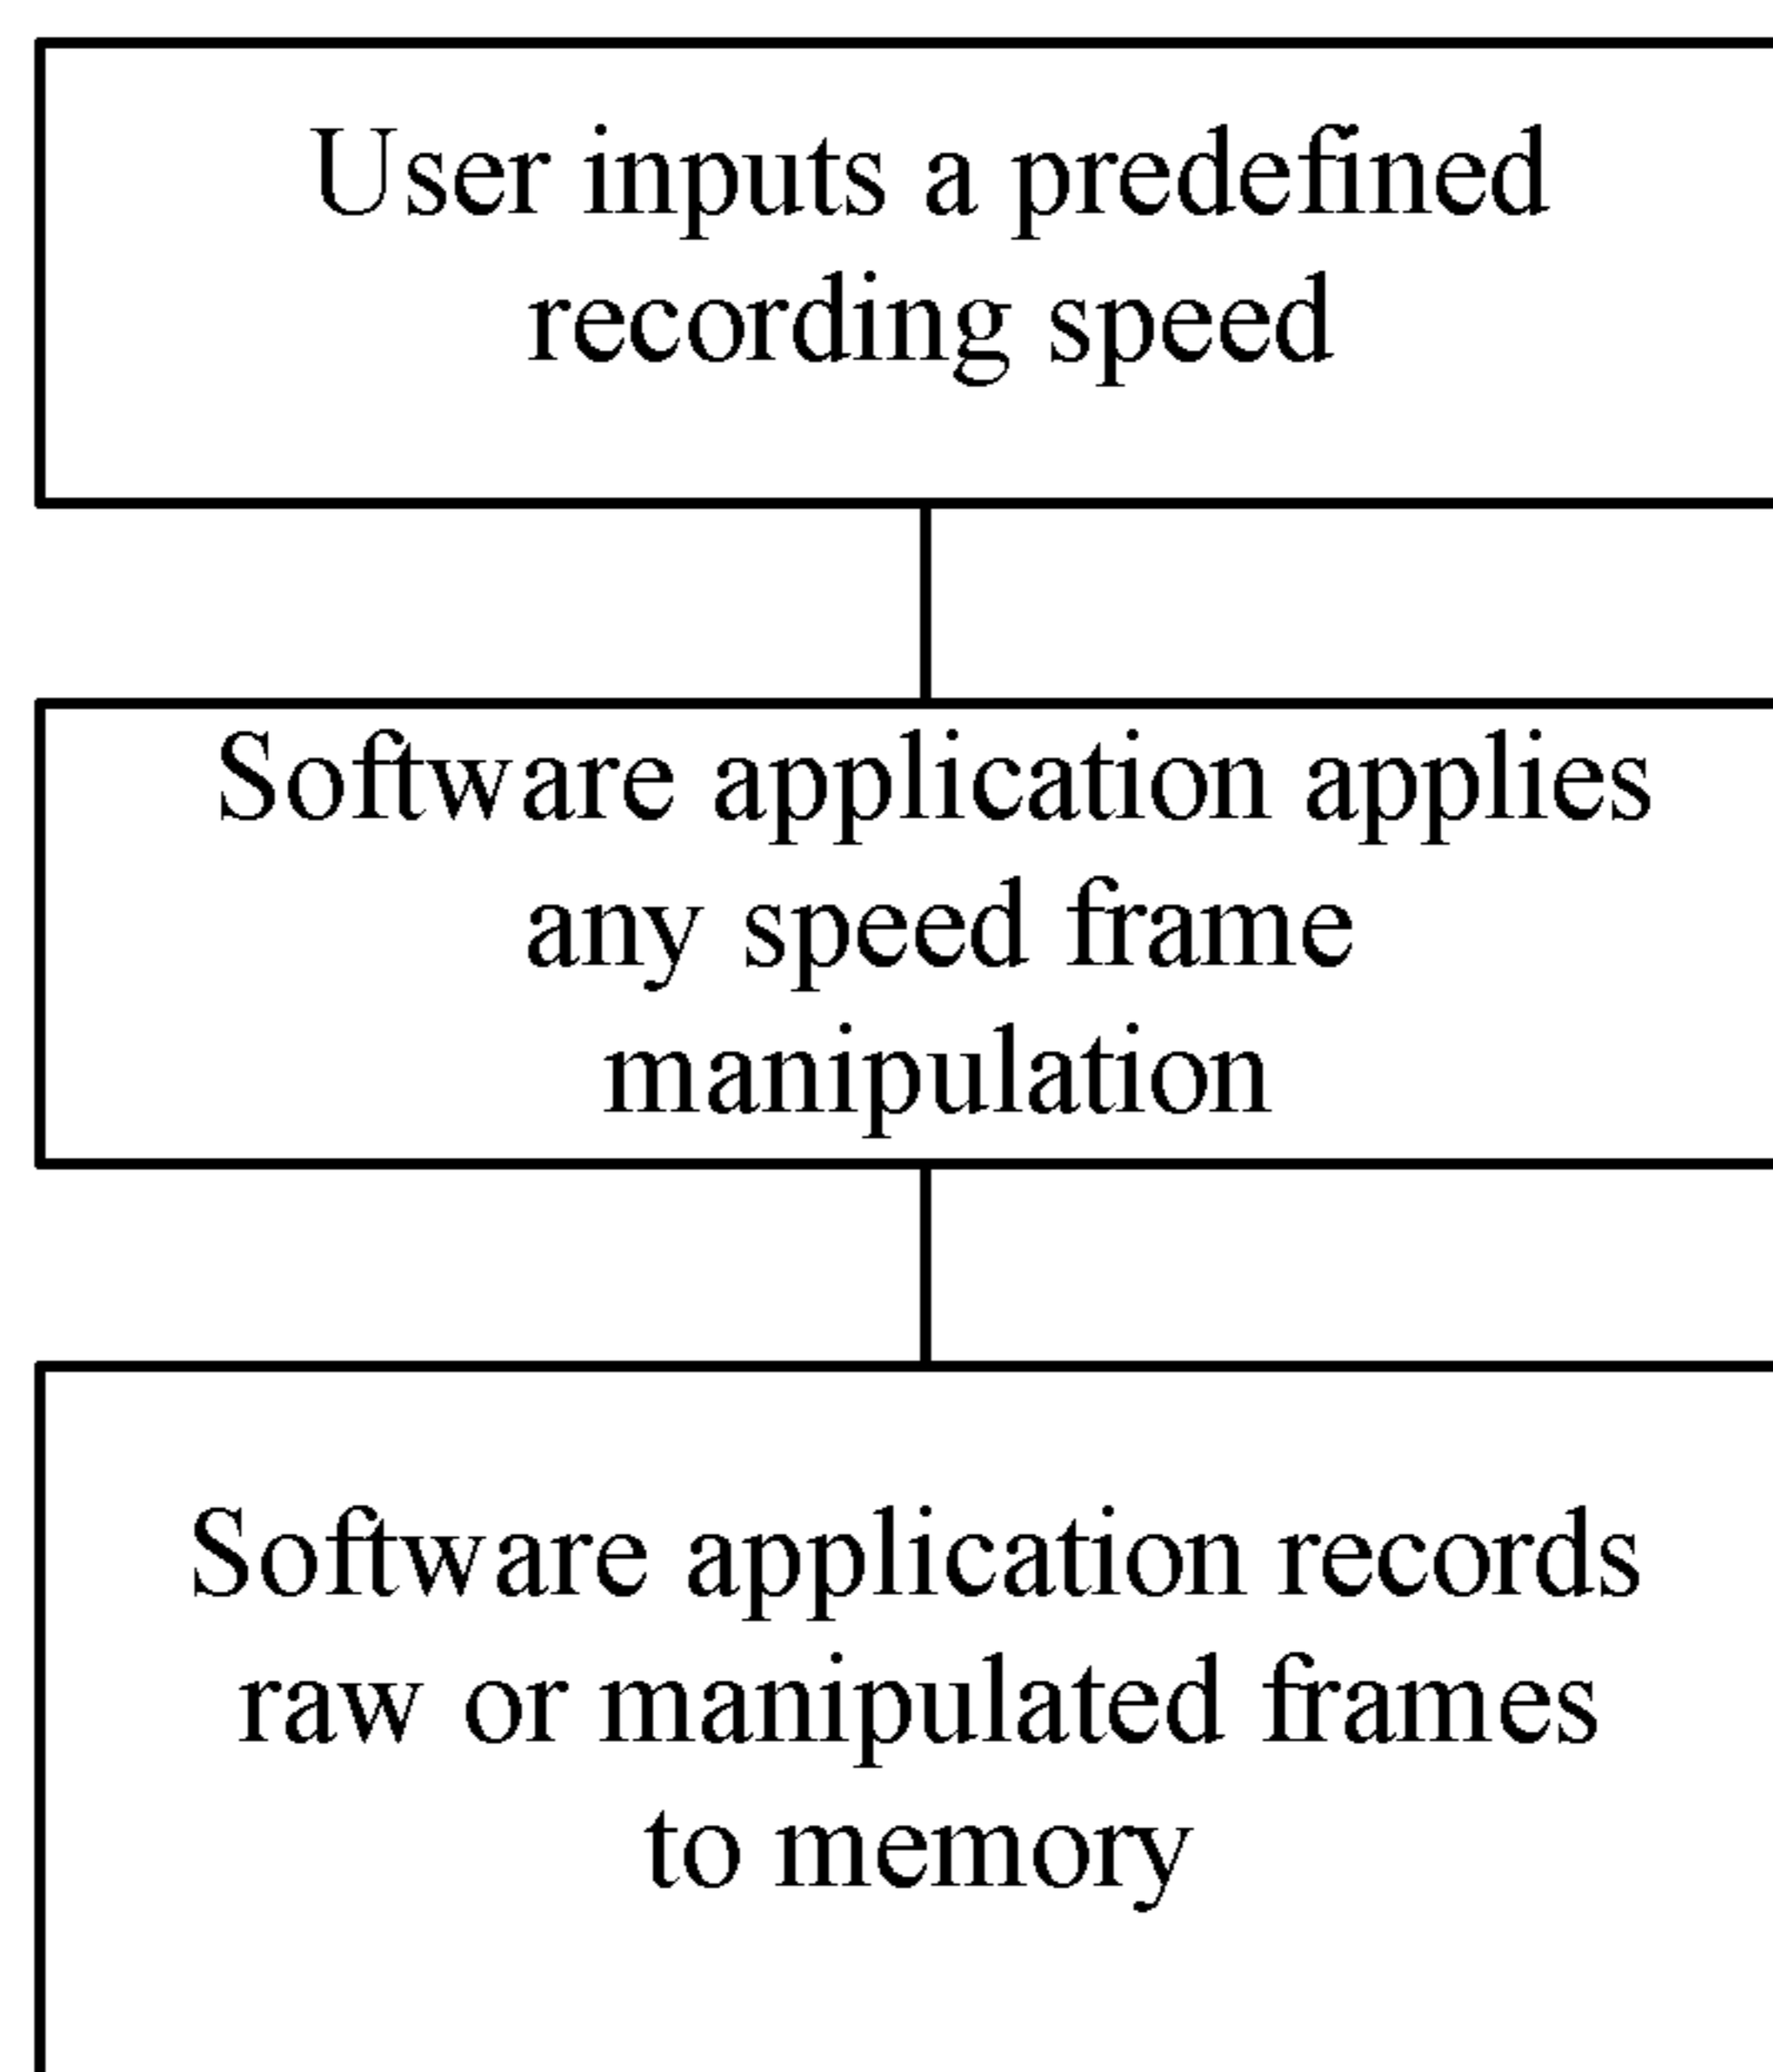 User inputs a predefined
recording speed
Software application applies
any speed frame
manipulation
Software application records
raw or manipulated frames
to memory